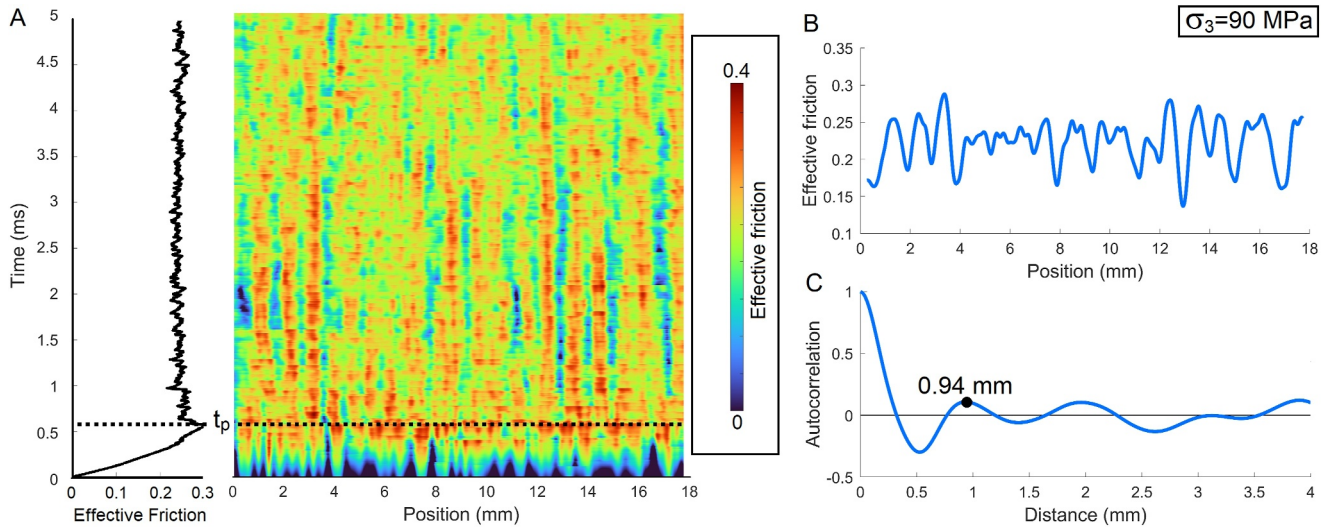 A
5
4.5
4
3.5
3
2.5
2
1.5
1
0.5
0
Time (ms)
0 0.1 0.2 0.3
Effective Friction
tp
0 2 4 6 8 10 12 14 16 18
Position (mm)
0.4
Effective friction
0
B
σ3=90 MPa
0.35
0.3
0.25
0.2
0.15
0.1
Effective friction
0 2 4 6 8 10 12 14 16 18
Position (mm)
C
1
0.5
0
-0.5
Autocorrelation
0.94 mm
0 0.5 1 1.5 2 2.5 3 3.5 4
Distance (mm)